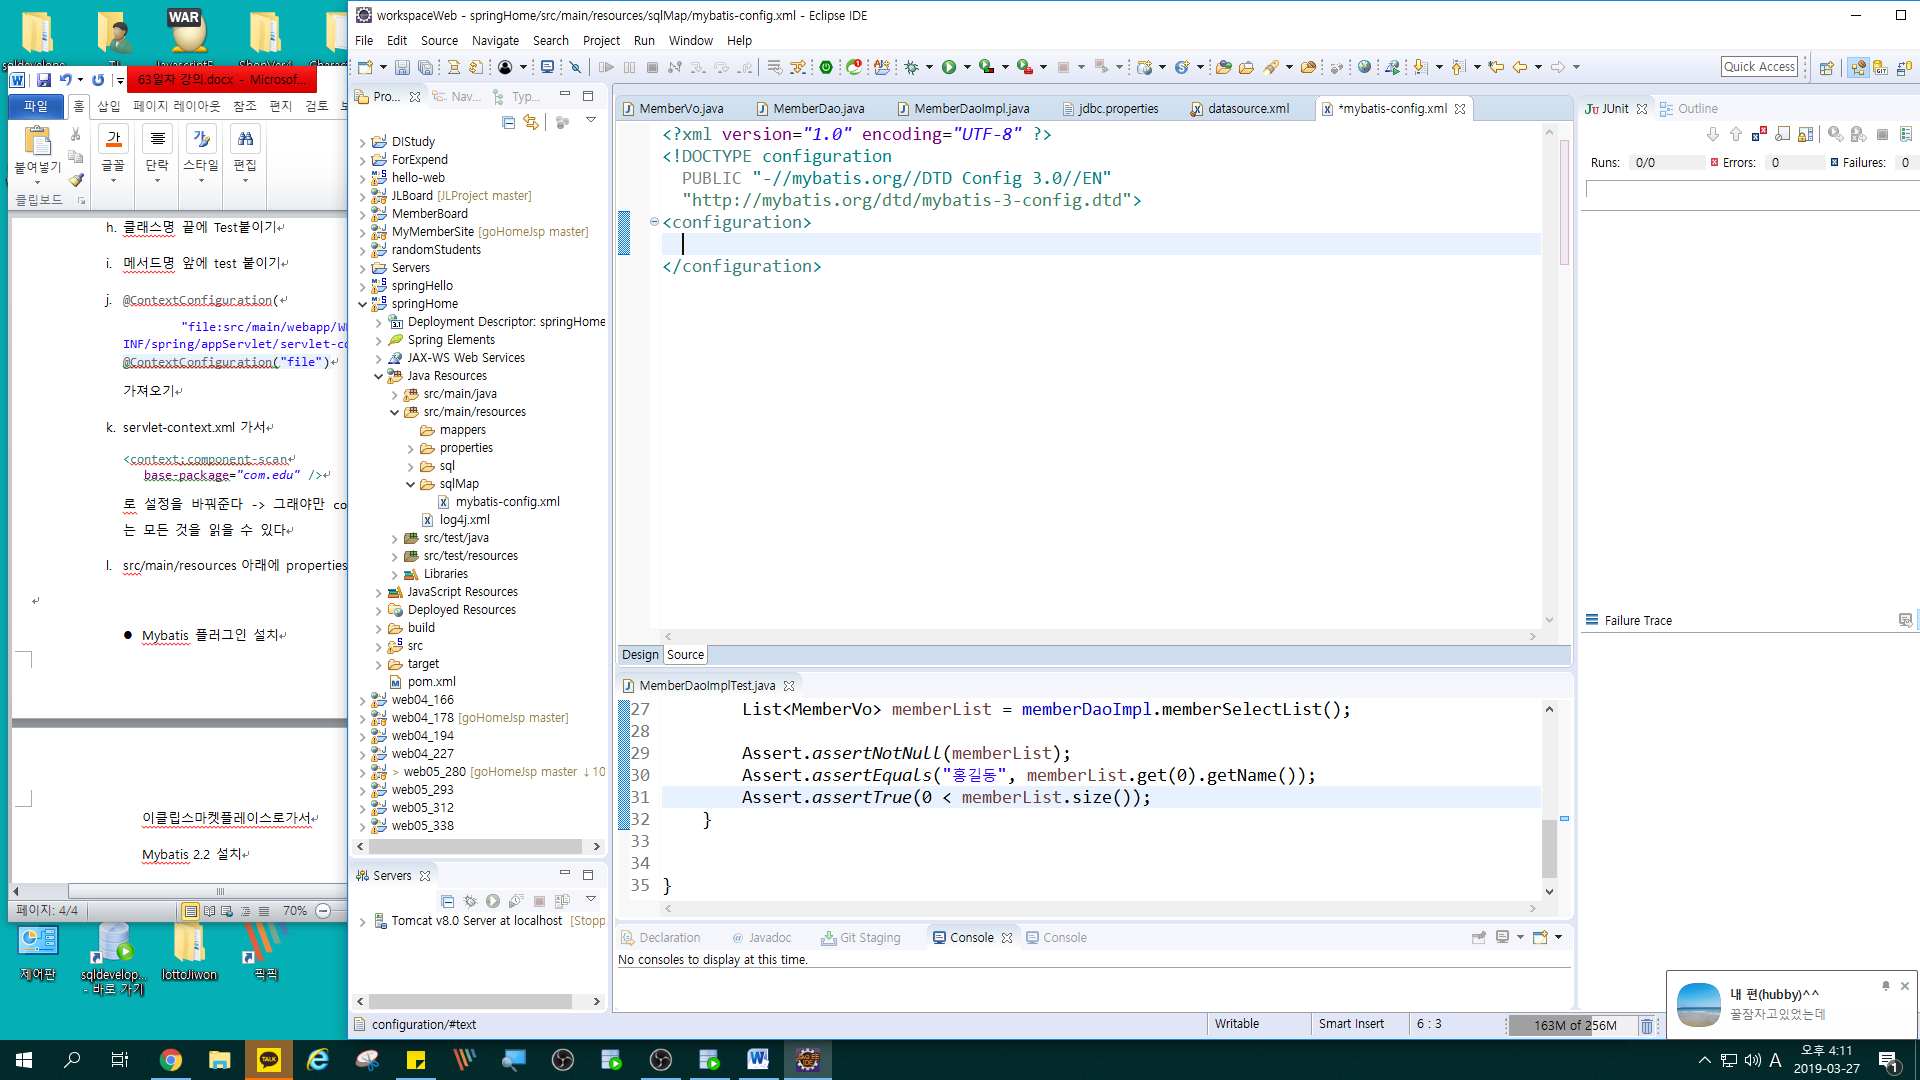 workspaceWeb - springHome/src/main/resources/sqlMap/mybatis-config.xml - Eclipse IDE
File Edit Source Navigate Search Project Run Window Help
Quick Access
WAR
63일차 강의.docx - Microsof...
파일 홈 삽입 페이지 레이아웃 참조 편지 검토
붙여넣기 글꼴 단락 스타일 편집
클립보드
h. 클래스명 끝에 Test붙이기
i. 메서드명 앞에 test 붙이기
j. @ContextConfiguration(
"file:src/main/webapp/W
INF/spring/appServlet/servlet-c
@ContextConfiguration("file")
가져오기
k. servlet-context.xml 가서
<context:component-scan
base-package="com.edu" />
로 설정을 바꿔준다 -> 그래야만 co
는 모든 것을 읽을 수 있다
l. src/main/resources 아래에 properties
● Mybatis 플러그인 설치
이클립스마켓플레이스로가서
Mybatis 2.2 설치
페이지: 4/4 70%
제어판
sqldevelop... - 바로 가기
lottoJiwon
픽픽
Pro... Nav... Typ...
DIStudy
ForExpend
hello-web
JLBoard [JLProject master]
MemberBoard
MyMemberSite [goHomeJsp master]
randomStudents
Servers
springHello
springHome
Deployment Descriptor: springHome
Spring Elements
JAX-WS Web Services
Java Resources
src/main/java
src/main/resources
mappers
properties
sql
sqlMap
mybatis-config.xml
log4j.xml
src/test/java
src/test/resources
Libraries
JavaScript Resources
Deployed Resources
build
src
target
pom.xml
web04_166
web04_178 [goHomeJsp master]
web04_194
web04_227
> web05_280 [goHomeJsp master ↓10
web05_293
web05_312
web05_338
Servers
Tomcat v8.0 Server at localhost [Stopp
MemberVo.java MemberDao.java MemberDaoImpl.java jdbc.properties datasource.xml *mybatis-config.xml
<?xml version="1.0" encoding="UTF-8" ?>
<!DOCTYPE configuration
PUBLIC "-//mybatis.org//DTD Config 3.0//EN"
"http://mybatis.org/dtd/mybatis-3-config.dtd">
<configuration>
</configuration>
Design Source
MemberDaoImplTest.java
27 List<MemberVo> memberList = memberDaoImpl.memberSelectList();
28
29 Assert.assertNotNull(memberList);
30 Assert.assertEquals("홍길동", memberList.get(0).getName());
31 Assert.assertTrue(0 < memberList.size());
32 }
33
34
35 }
Declaration @ Javadoc Git Staging Console Console
No consoles to display at this time.
JUnit Outline
Runs: 0/0 Errors: 0 Failures: 0
Failure Trace
configuration/#text Writable Smart Insert 6 : 3 163M of 256M
내 편(hubby)^^
꿀잠자고있었는데
TALK
A 오후 4:11
2019-03-27
1